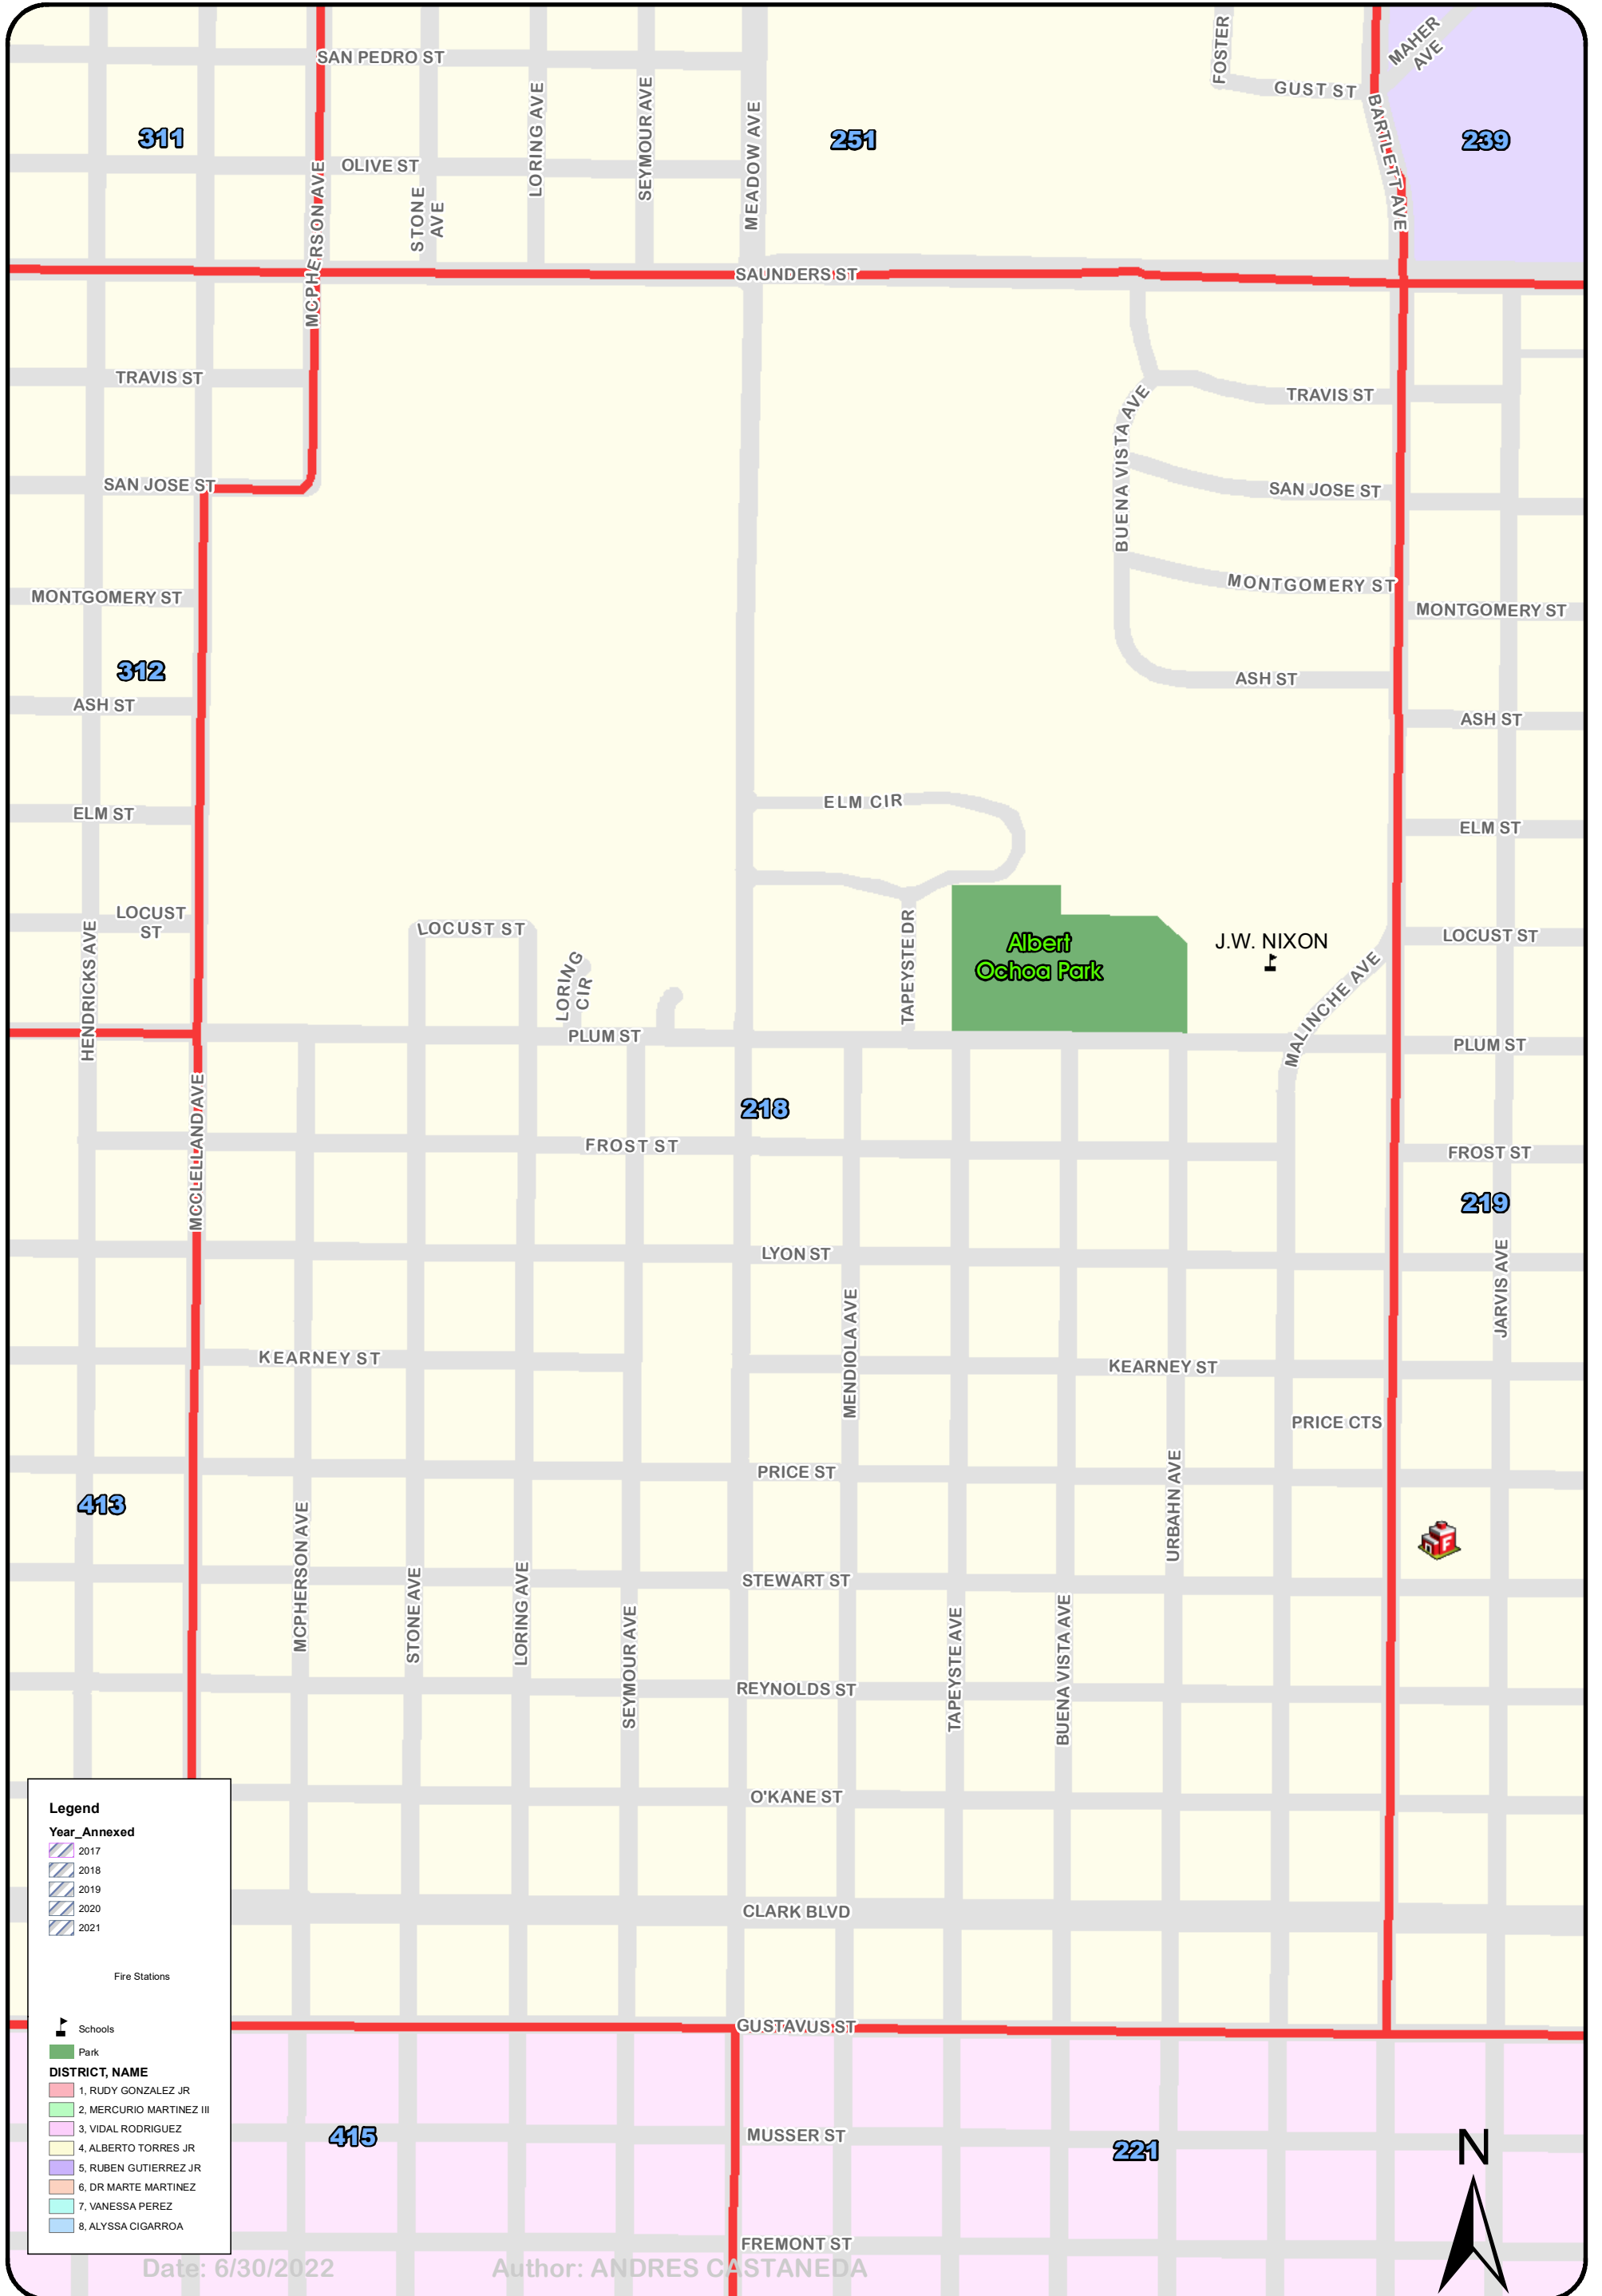 SAN PEDRO ST
FOSTER
MAHER
AVE
GUST ST
311
251
239
OLIVE ST
LORING AVE
SEYMOUR AVE
MEADOW AVE
BARTLETT AVE
MCPHERSON AVE
STONE
AVE
SAUNDERS ST
TRAVIS ST
TRAVIS ST
BUENA VISTA AVE
SAN JOSE ST
SAN JOSE ST
MONTGOMERY ST
MONTGOMERY ST
MONTGOMERY ST
312
ASH ST
ASH ST
ASH ST
ELM ST
ELM CIR
ELM ST
LOCUST
ST
LOCUST ST
LOCUST ST
HENDRICKS AVE
LORING
CIR
TAPEYSTE DR
Albert
Ochoa Park
J.W. NIXON
MALINCHE AVE
PLUM ST
PLUM ST
MCCLELLAND AVE
218
FROST ST
FROST ST
219
LYON ST
JARVIS AVE
MENDIOLA AVE
KEARNEY ST
KEARNEY ST
PRICE CTS
PRICE ST
URBAHN AVE
413
MCPHERSON AVE
STONE AVE
LORING AVE
SEYMOUR AVE
STEWART ST
TAPEYSTE AVE
BUENA VISTA AVE
REYNOLDS ST
O'KANE ST
CLARK BLVD
GUSTAVUS ST
415
MUSSER ST
221
FREMONT ST
N
F
Legend
Year_Annexed
2017
2018
2019
2020
2021
Fire Stations
Schools
Park
DISTRICT, NAME
1, RUDY GONZALEZ JR
2, MERCURIO MARTINEZ III
3, VIDAL RODRIGUEZ
4, ALBERTO TORRES JR
5, RUBEN GUTIERREZ JR
6, DR MARTE MARTINEZ
7, VANESSA PEREZ
8, ALYSSA CIGARROA
Date: 6/30/2022
Author: ANDRES CASTANEDA